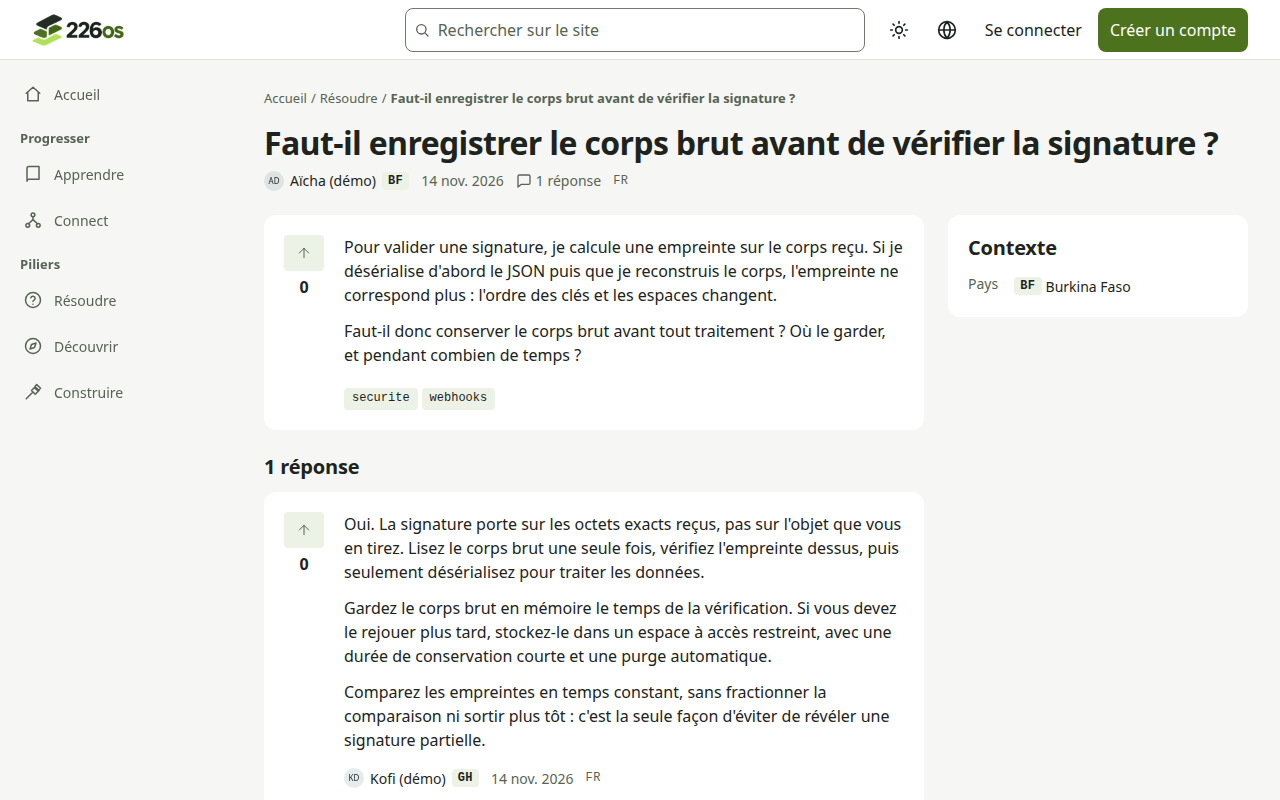 226os
Rechercher sur le site
Se connecter
Créer un compte
Accueil
Progresser
Apprendre
Connect
Piliers
Résoudre
Découvrir
Construire
Accueil / Résoudre / Faut-il enregistrer le corps brut avant de vérifier la signature ?
Faut-il enregistrer le corps brut avant de vérifier la signature ?
AD Aïcha (démo) BF 14 nov. 2026 1 réponse FR
0
Pour valider une signature, je calcule une empreinte sur le corps reçu. Si je
désérialise d'abord le JSON puis que je reconstruis le corps, l'empreinte ne
correspond plus : l'ordre des clés et les espaces changent.
Faut-il donc conserver le corps brut avant tout traitement ? Où le garder,
et pendant combien de temps ?
securite webhooks
Contexte
Pays BF Burkina Faso
1 réponse
0
Oui. La signature porte sur les octets exacts reçus, pas sur l'objet que vous
en tirez. Lisez le corps brut une seule fois, vérifiez l'empreinte dessus, puis
seulement désérialisez pour traiter les données.
Gardez le corps brut en mémoire le temps de la vérification. Si vous devez
le rejouer plus tard, stockez-le dans un espace à accès restreint, avec une
durée de conservation courte et une purge automatique.
Comparez les empreintes en temps constant, sans fractionner la
comparaison ni sortir plus tôt : c'est la seule façon d'éviter de révéler une
signature partielle.
KD Kofi (démo) GH 14 nov. 2026 FR